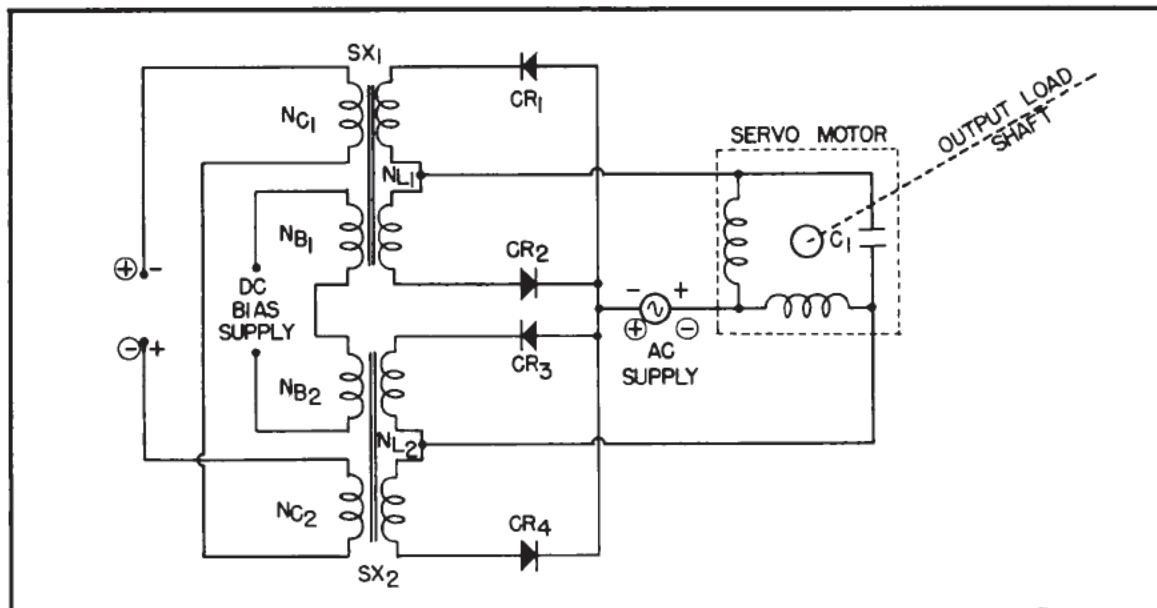 SX1
CR1
NC1
NL1
NB1
CR2
DC
BIAS
SUPPLY
CR3
NB2
NL2
NC2
CR4
SX2
⊕ -
⊖ +
- +
⊕ ⊖
AC
SUPPLY
SERVO MOTOR
C1
OUTPUT LOAD
SHAFT